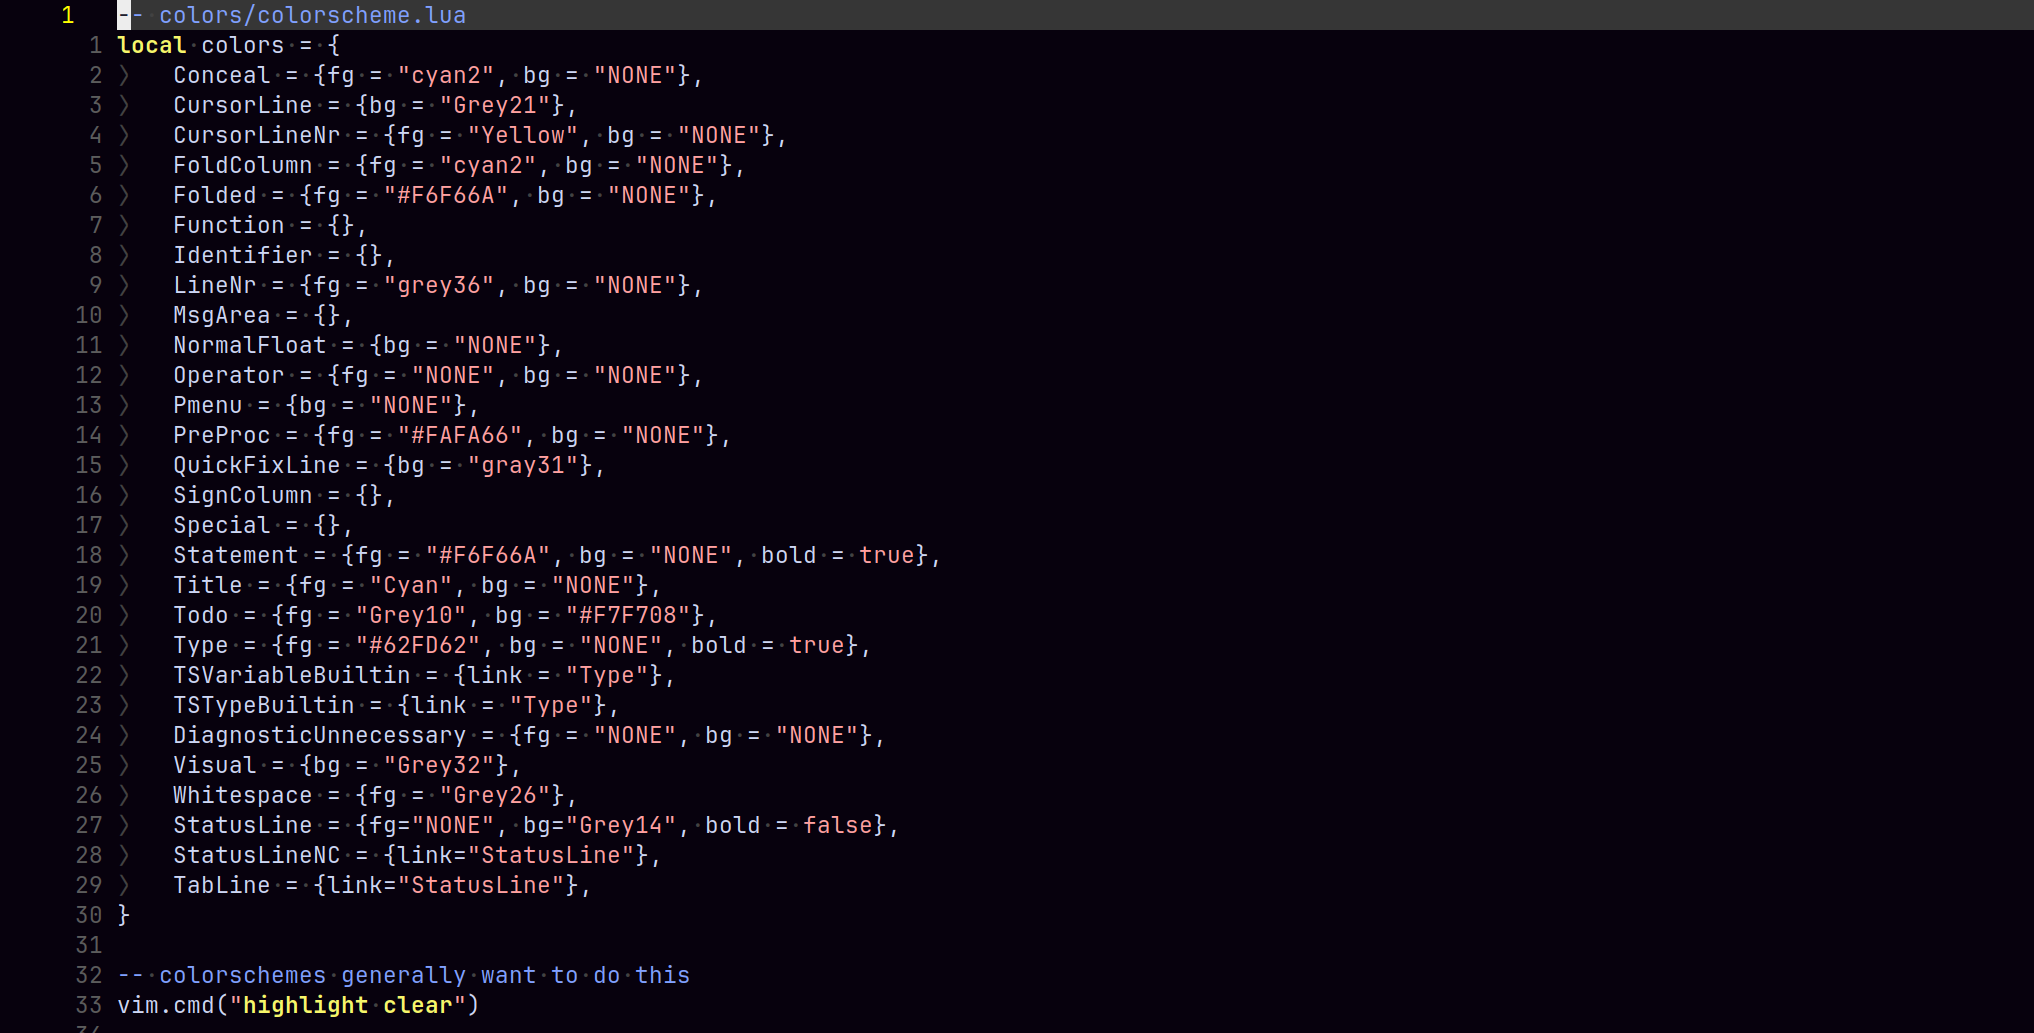 1 -- colors/colorscheme.lua
1 local colors = {
2 〉 Conceal = {fg = "cyan2", bg = "NONE"},
3 〉 CursorLine = {bg = "Grey21"},
4 〉 CursorLineNr = {fg = "Yellow", bg = "NONE"},
5 〉 FoldColumn = {fg = "cyan2", bg = "NONE"},
6 〉 Folded = {fg = "#F6F66A", bg = "NONE"},
7 〉 Function = {},
8 〉 Identifier = {},
9 〉 LineNr = {fg = "grey36", bg = "NONE"},
10 〉 MsgArea = {},
11 〉 NormalFloat = {bg = "NONE"},
12 〉 Operator = {fg = "NONE", bg = "NONE"},
13 〉 Pmenu = {bg = "NONE"},
14 〉 PreProc = {fg = "#FAFA66", bg = "NONE"},
15 〉 QuickFixLine = {bg = "gray31"},
16 〉 SignColumn = {},
17 〉 Special = {},
18 〉 Statement = {fg = "#F6F66A", bg = "NONE", bold = true},
19 〉 Title = {fg = "Cyan", bg = "NONE"},
20 〉 Todo = {fg = "Grey10", bg = "#F7F708"},
21 〉 Type = {fg = "#62FD62", bg = "NONE", bold = true},
22 〉 TSVariableBuiltin = {link = "Type"},
23 〉 TSTypeBuiltin = {link = "Type"},
24 〉 DiagnosticUnnecessary = {fg = "NONE", bg = "NONE"},
25 〉 Visual = {bg = "Grey32"},
26 〉 Whitespace = {fg = "Grey26"},
27 〉 StatusLine = {fg="NONE", bg="Grey14", bold = false},
28 〉 StatusLineNC = {link="StatusLine"},
29 〉 TabLine = {link="StatusLine"},
30 }
31
32 -- colorschemes generally want to do this
33 vim.cmd("highlight clear")